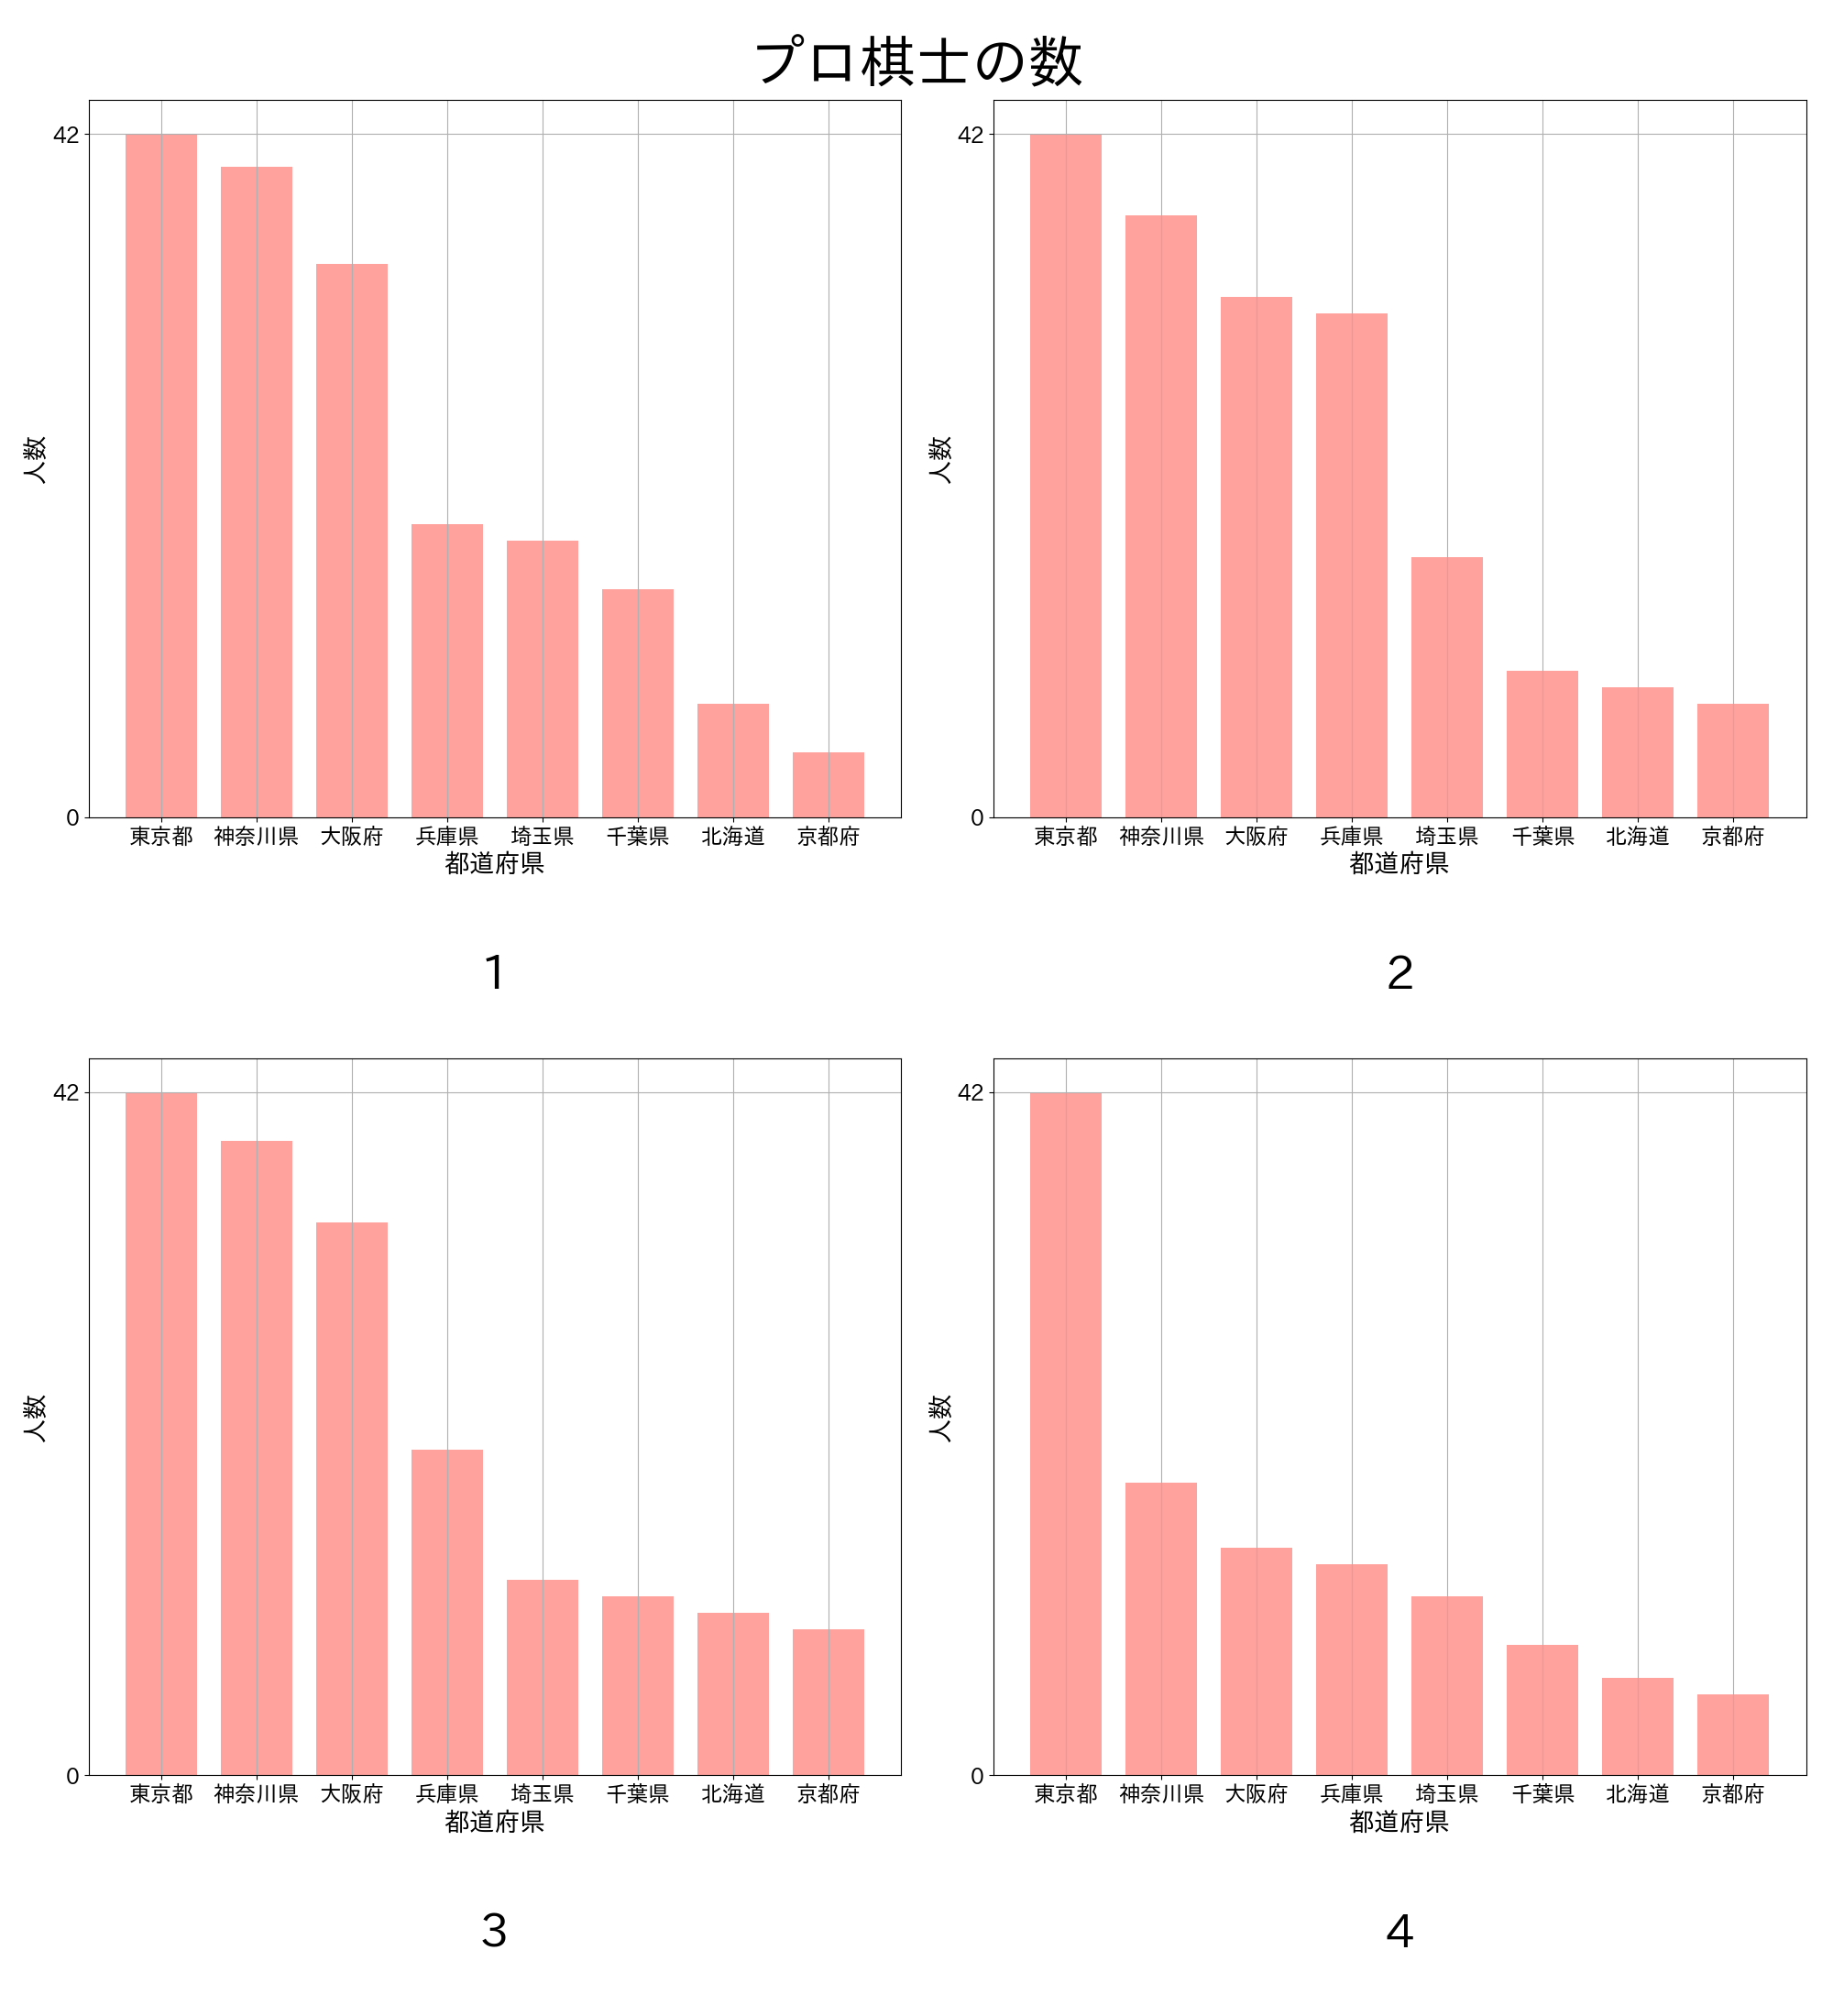 プロ棋士の数
42
0
人数
東京都 神奈川県 大阪府 兵庫県 埼玉県 千葉県 北海道 京都府
都道府県
1
42
0
人数
東京都 神奈川県 大阪府 兵庫県 埼玉県 千葉県 北海道 京都府
都道府県
2
42
0
人数
東京都 神奈川県 大阪府 兵庫県 埼玉県 千葉県 北海道 京都府
都道府県
3
42
0
人数
東京都 神奈川県 大阪府 兵庫県 埼玉県 千葉県 北海道 京都府
都道府県
4